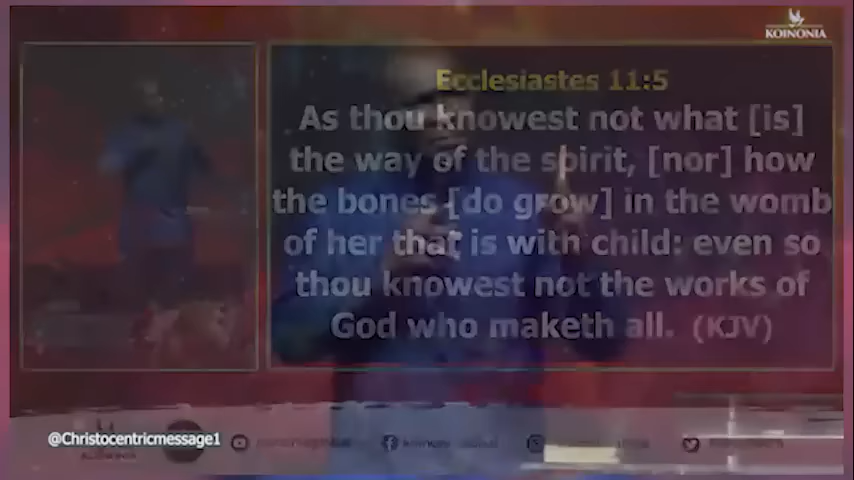 KOINONIA
Ecclesiastes 11:5
As thou knowest not what [is]
the way of the spirit, [nor] how
the bones [do grow] in the womb
of her that is with child: even so
thou knowest not the works of
God who maketh all. (KJV)
@Christocentricmessage1